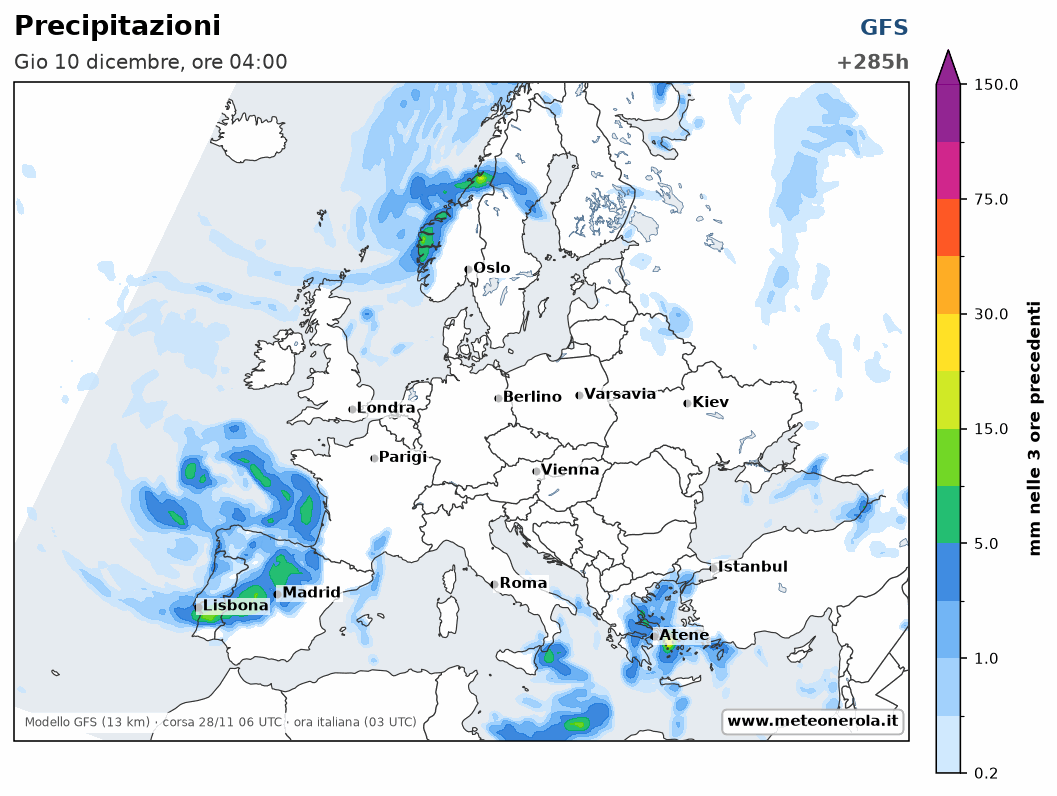 Precipitazioni
GFS
Gio 10 dicembre, ore 04:00
+285h
150.0
75.0
30.0
15.0
5.0
1.0
0.2
mm nelle 3 ore precedenti
Oslo
Berlino
Varsavia
Kiev
Londra
Parigi
Vienna
Istanbul
Roma
Madrid
Lisbona
Atene
Modello GFS (13 km) · corsa 28/11 06 UTC · ora italiana (03 UTC)
www.meteonerola.it